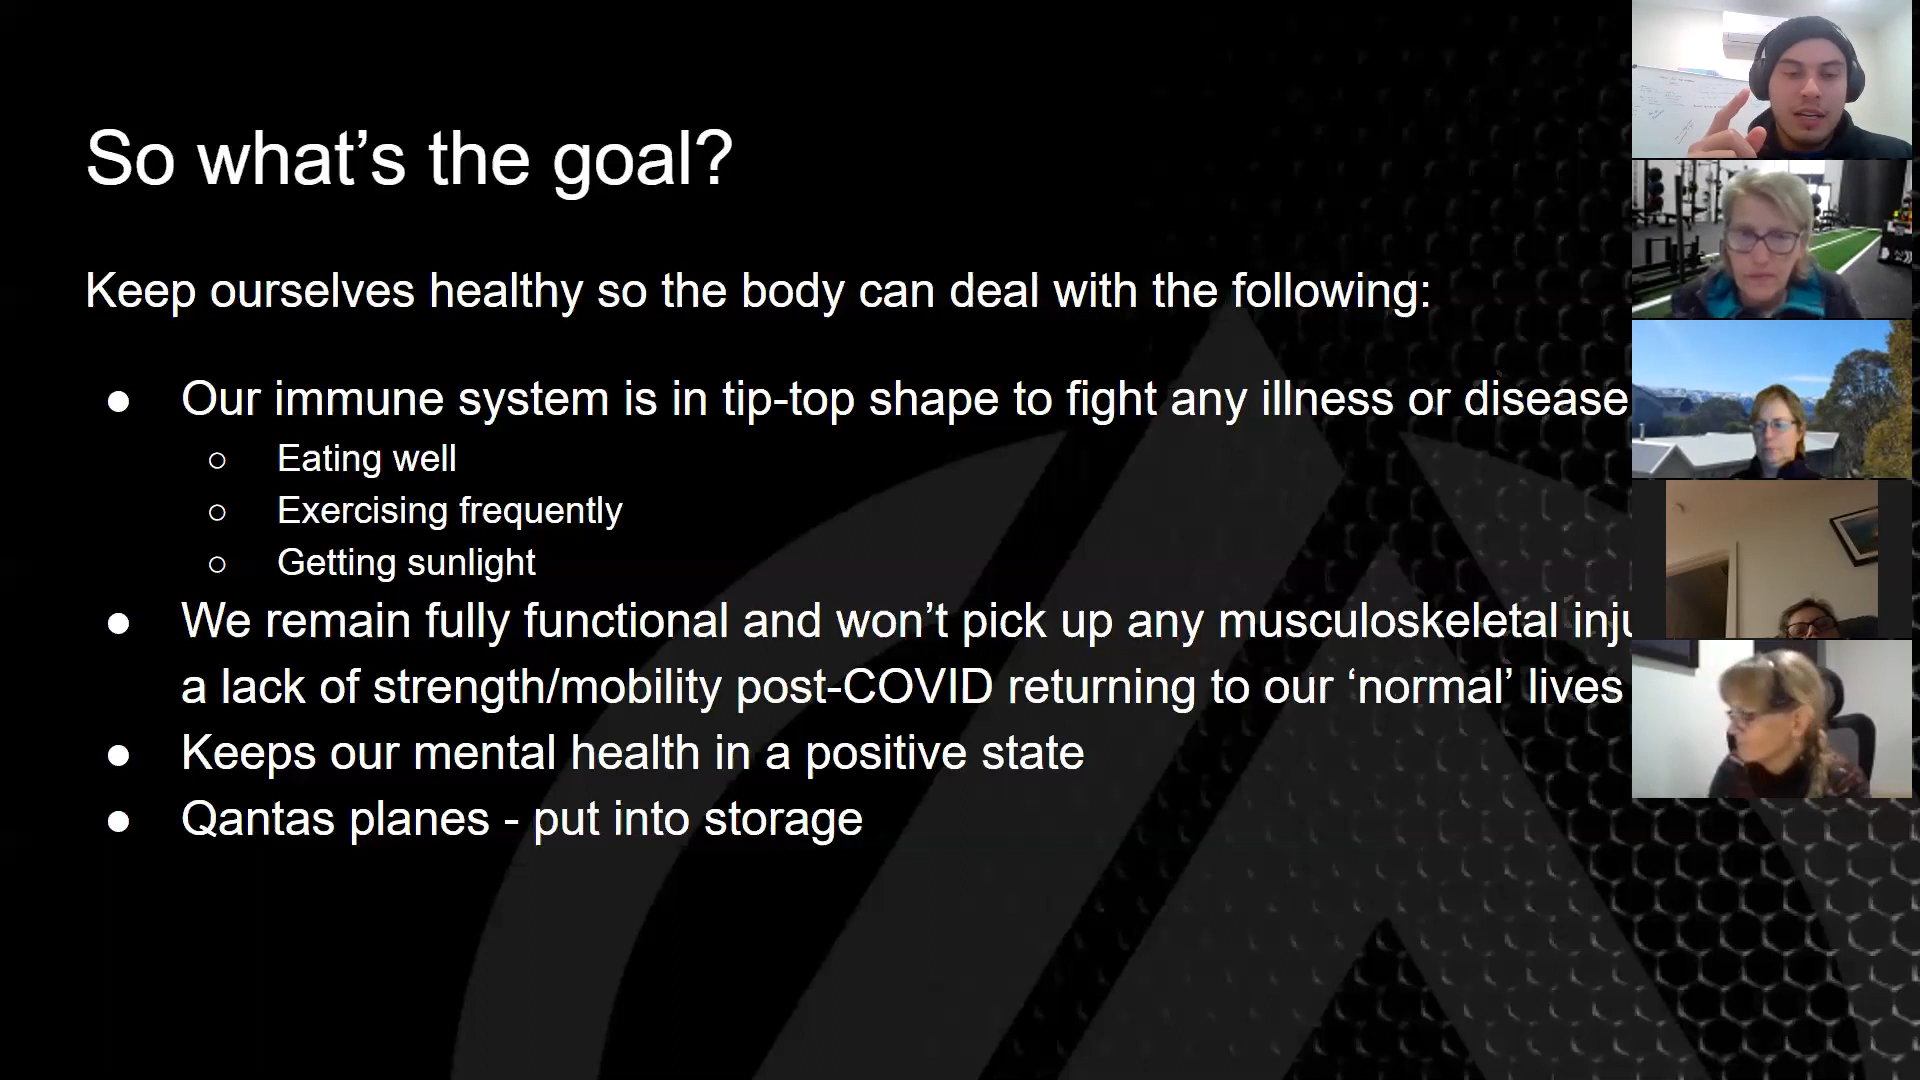 So what’s the goal?
Keep ourselves healthy so the body can deal with the following:
● Our immune system is in tip-top shape to fight any illness or disease
○ Eating well
○ Exercising frequently
○ Getting sunlight
● We remain fully functional and won’t pick up any musculoskeletal
a lack of strength/mobility post-COVID returning to our ‘normal’ lives
● Keeps our mental health in a positive state
● Qantas planes - put into storage